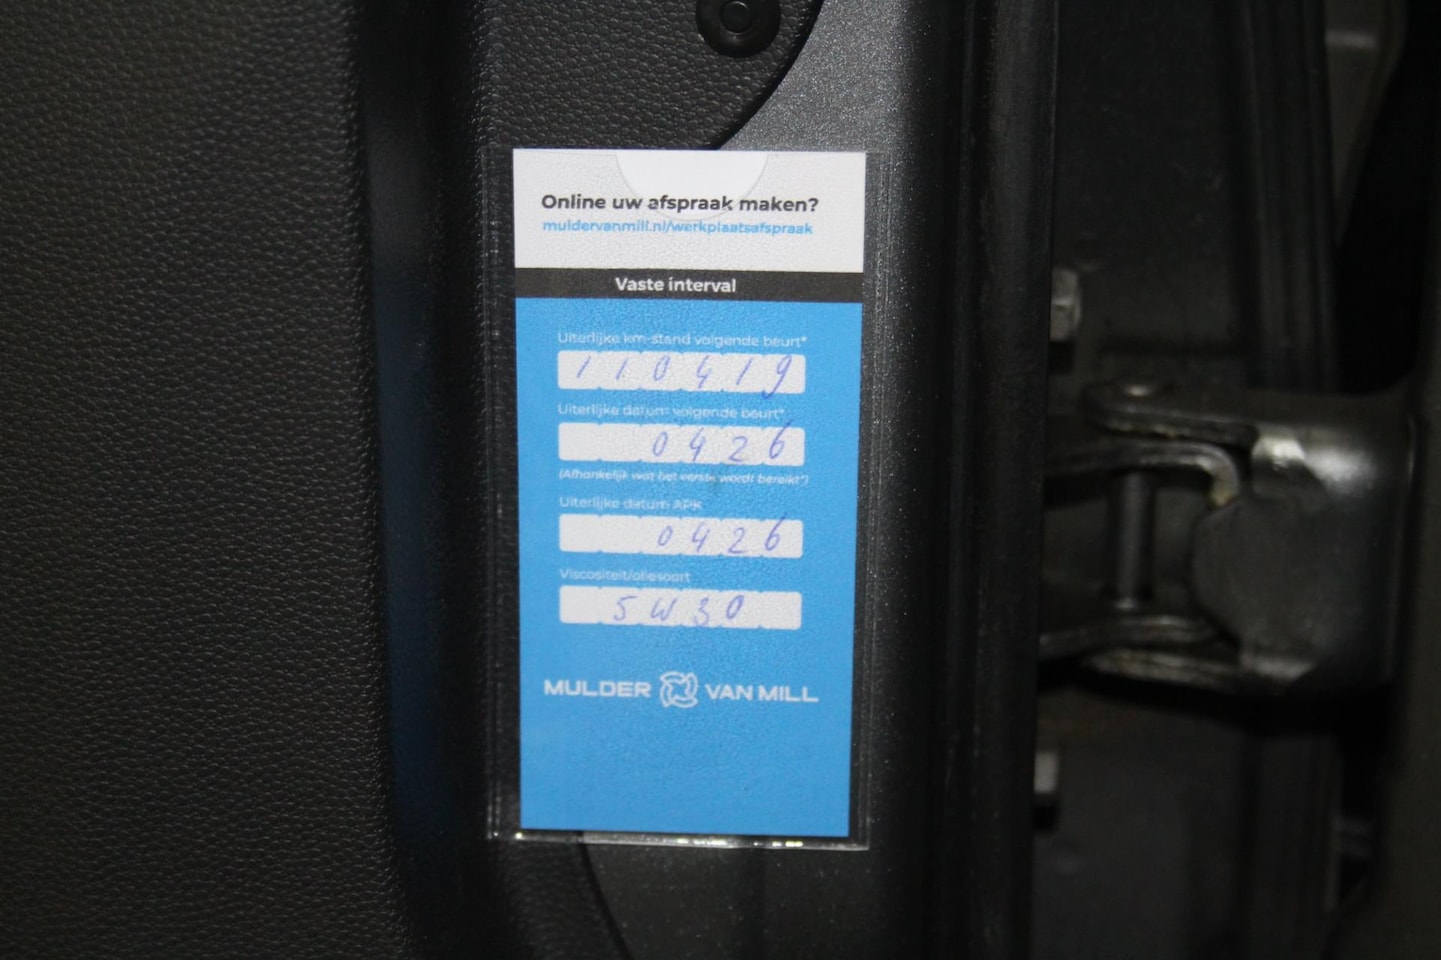 Online uw afspraak maken?
muldervanmill.nl/werkplaatsafspraak
Vaste interval
Uiterlijke km-stand volgende beurt*
110419
Uiterlijke datum volgende beurt*
0426
(Afhankelijk wat het eerste wordt bereikt*)
Uiterlijke datum APK
0426
Viscositeit/oliesoort
5W30
MULDER VAN MILL